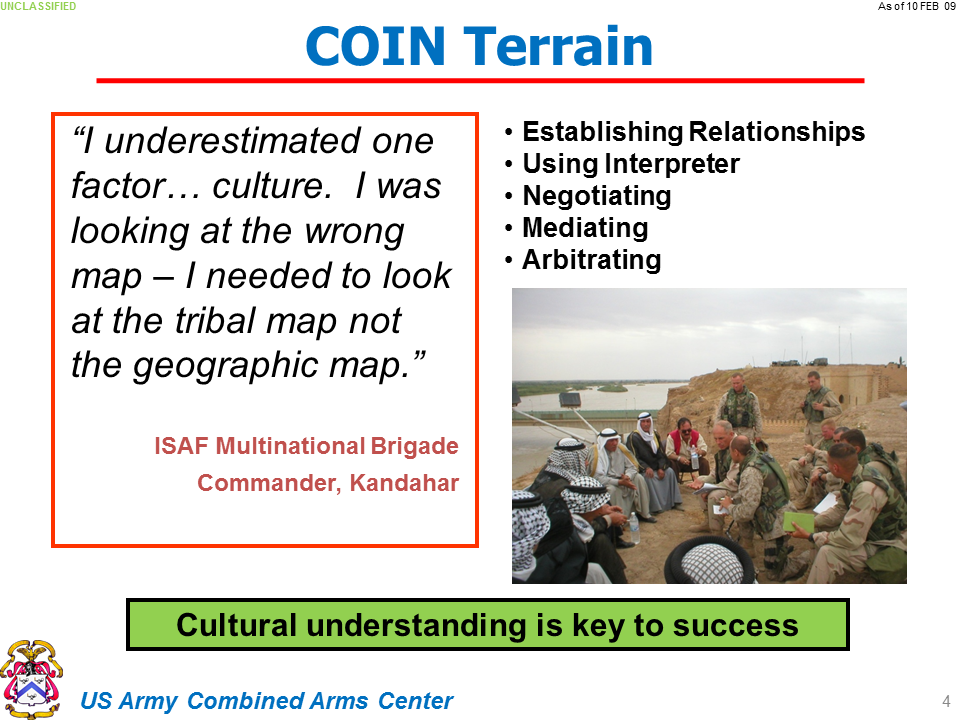 UNCLASSIFIED
As of 10 FEB 09
COIN Terrain
“I underestimated one
factor… culture.  I was
looking at the wrong
map – I needed to look
at the tribal map not
the geographic map.”
ISAF Multinational Brigade
Commander, Kandahar
• Establishing Relationships
• Using Interpreter
• Negotiating
• Mediating
• Arbitrating
Cultural understanding is key to success
US Army Combined Arms Center
4